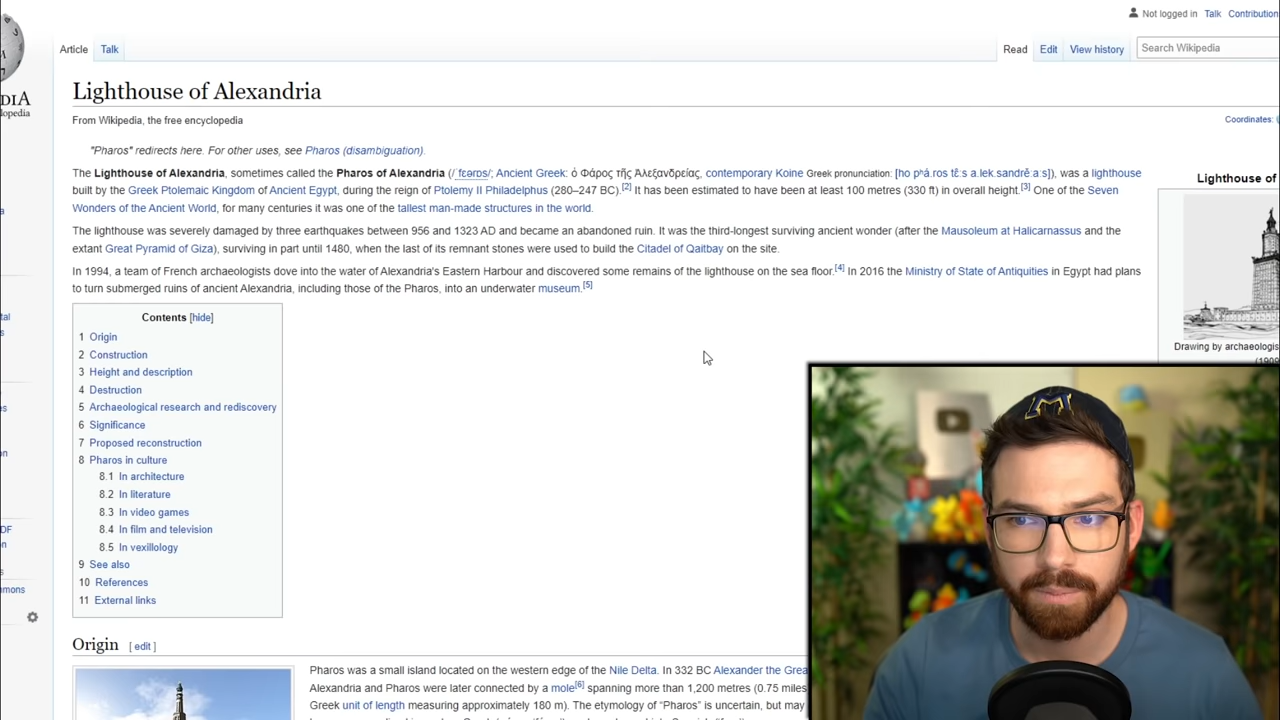 Not logged in Talk Contribution
Article Talk Read Edit View history Search Wikipedia
Lighthouse of Alexandria
From Wikipedia, the free encyclopedia
Coordinates:
"Pharos" redirects here. For other uses, see Pharos (disambiguation).
The Lighthouse of Alexandria, sometimes called the Pharos of Alexandria (/ˈfɛərɒs/; Ancient Greek: ὁ Φάρος τῆς Ἀλεξανδρείας, contemporary Koine Greek pronunciation: [ho pʰá.ros tɛ̂ːs a.lek.sandrěːaːs]), was a lighthouse
built by the Greek Ptolemaic Kingdom of Ancient Egypt, during the reign of Ptolemy II Philadelphus (280–247 BC).[2] It has been estimated to have been at least 100 metres (330 ft) in overall height.[3] One of the Seven
Wonders of the Ancient World, for many centuries it was one of the tallest man-made structures in the world.
The lighthouse was severely damaged by three earthquakes between 956 and 1323 AD and became an abandoned ruin. It was the third-longest surviving ancient wonder (after the Mausoleum at Halicarnassus and the
extant Great Pyramid of Giza), surviving in part until 1480, when the last of its remnant stones were used to build the Citadel of Qaitbay on the site.
In 1994, a team of French archaeologists dove into the water of Alexandria's Eastern Harbour and discovered some remains of the lighthouse on the sea floor.[4] In 2016 the Ministry of State of Antiquities in Egypt had plans
to turn submerged ruins of ancient Alexandria, including those of the Pharos, into an underwater museum.[5]
Lighthouse of
Drawing by archaeologis
(1909
Contents [hide]
1 Origin
2 Construction
3 Height and description
4 Destruction
5 Archaeological research and rediscovery
6 Significance
7 Proposed reconstruction
8 Pharos in culture
8.1 In architecture
8.2 In literature
8.3 In video games
8.4 In film and television
8.5 In vexillology
9 See also
10 References
11 External links
Origin [ edit ]
Pharos was a small island located on the western edge of the Nile Delta. In 332 BC Alexander the Grea
Alexandria and Pharos were later connected by a mole[6] spanning more than 1,200 metres (0.75 miles
Greek unit of length measuring approximately 180 m). The etymology of "Pharos" is uncertain, but may
M